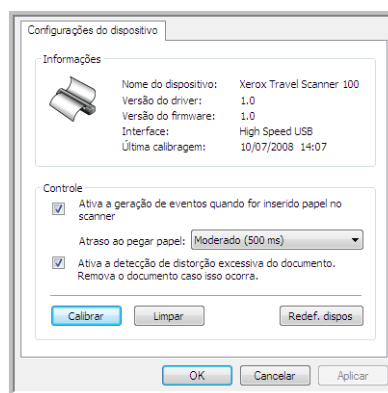 Configurações do dispositivo
Informações
Nome do dispositivo: Xerox Travel Scanner 100
Versão do driver: 1.0
Versão do firmware: 1.0
Interface: High Speed USB
Última calibragem: 10/07/2008 14:07
Controle
Ativa a geração de eventos quando for inserido papel no
scanner
Atraso ao pegar papel: Moderado (500 ms)
Ativa a detecção de distorção excessiva do documento.
Remova o documento caso isso
ocorra.
Calibrar Limpar Redef. dispos
OK Cancelar Aplicar